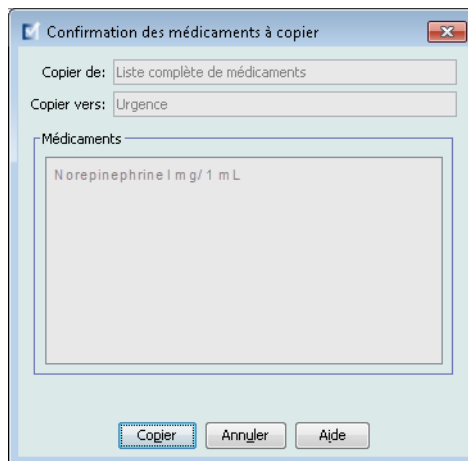 Confirmation des médicaments à copier
Copier de: Liste complète de médicaments
Copier vers: Urgence
Médicaments
Norepinephrine l mg/ 1 mL
Copier Annuler Aide